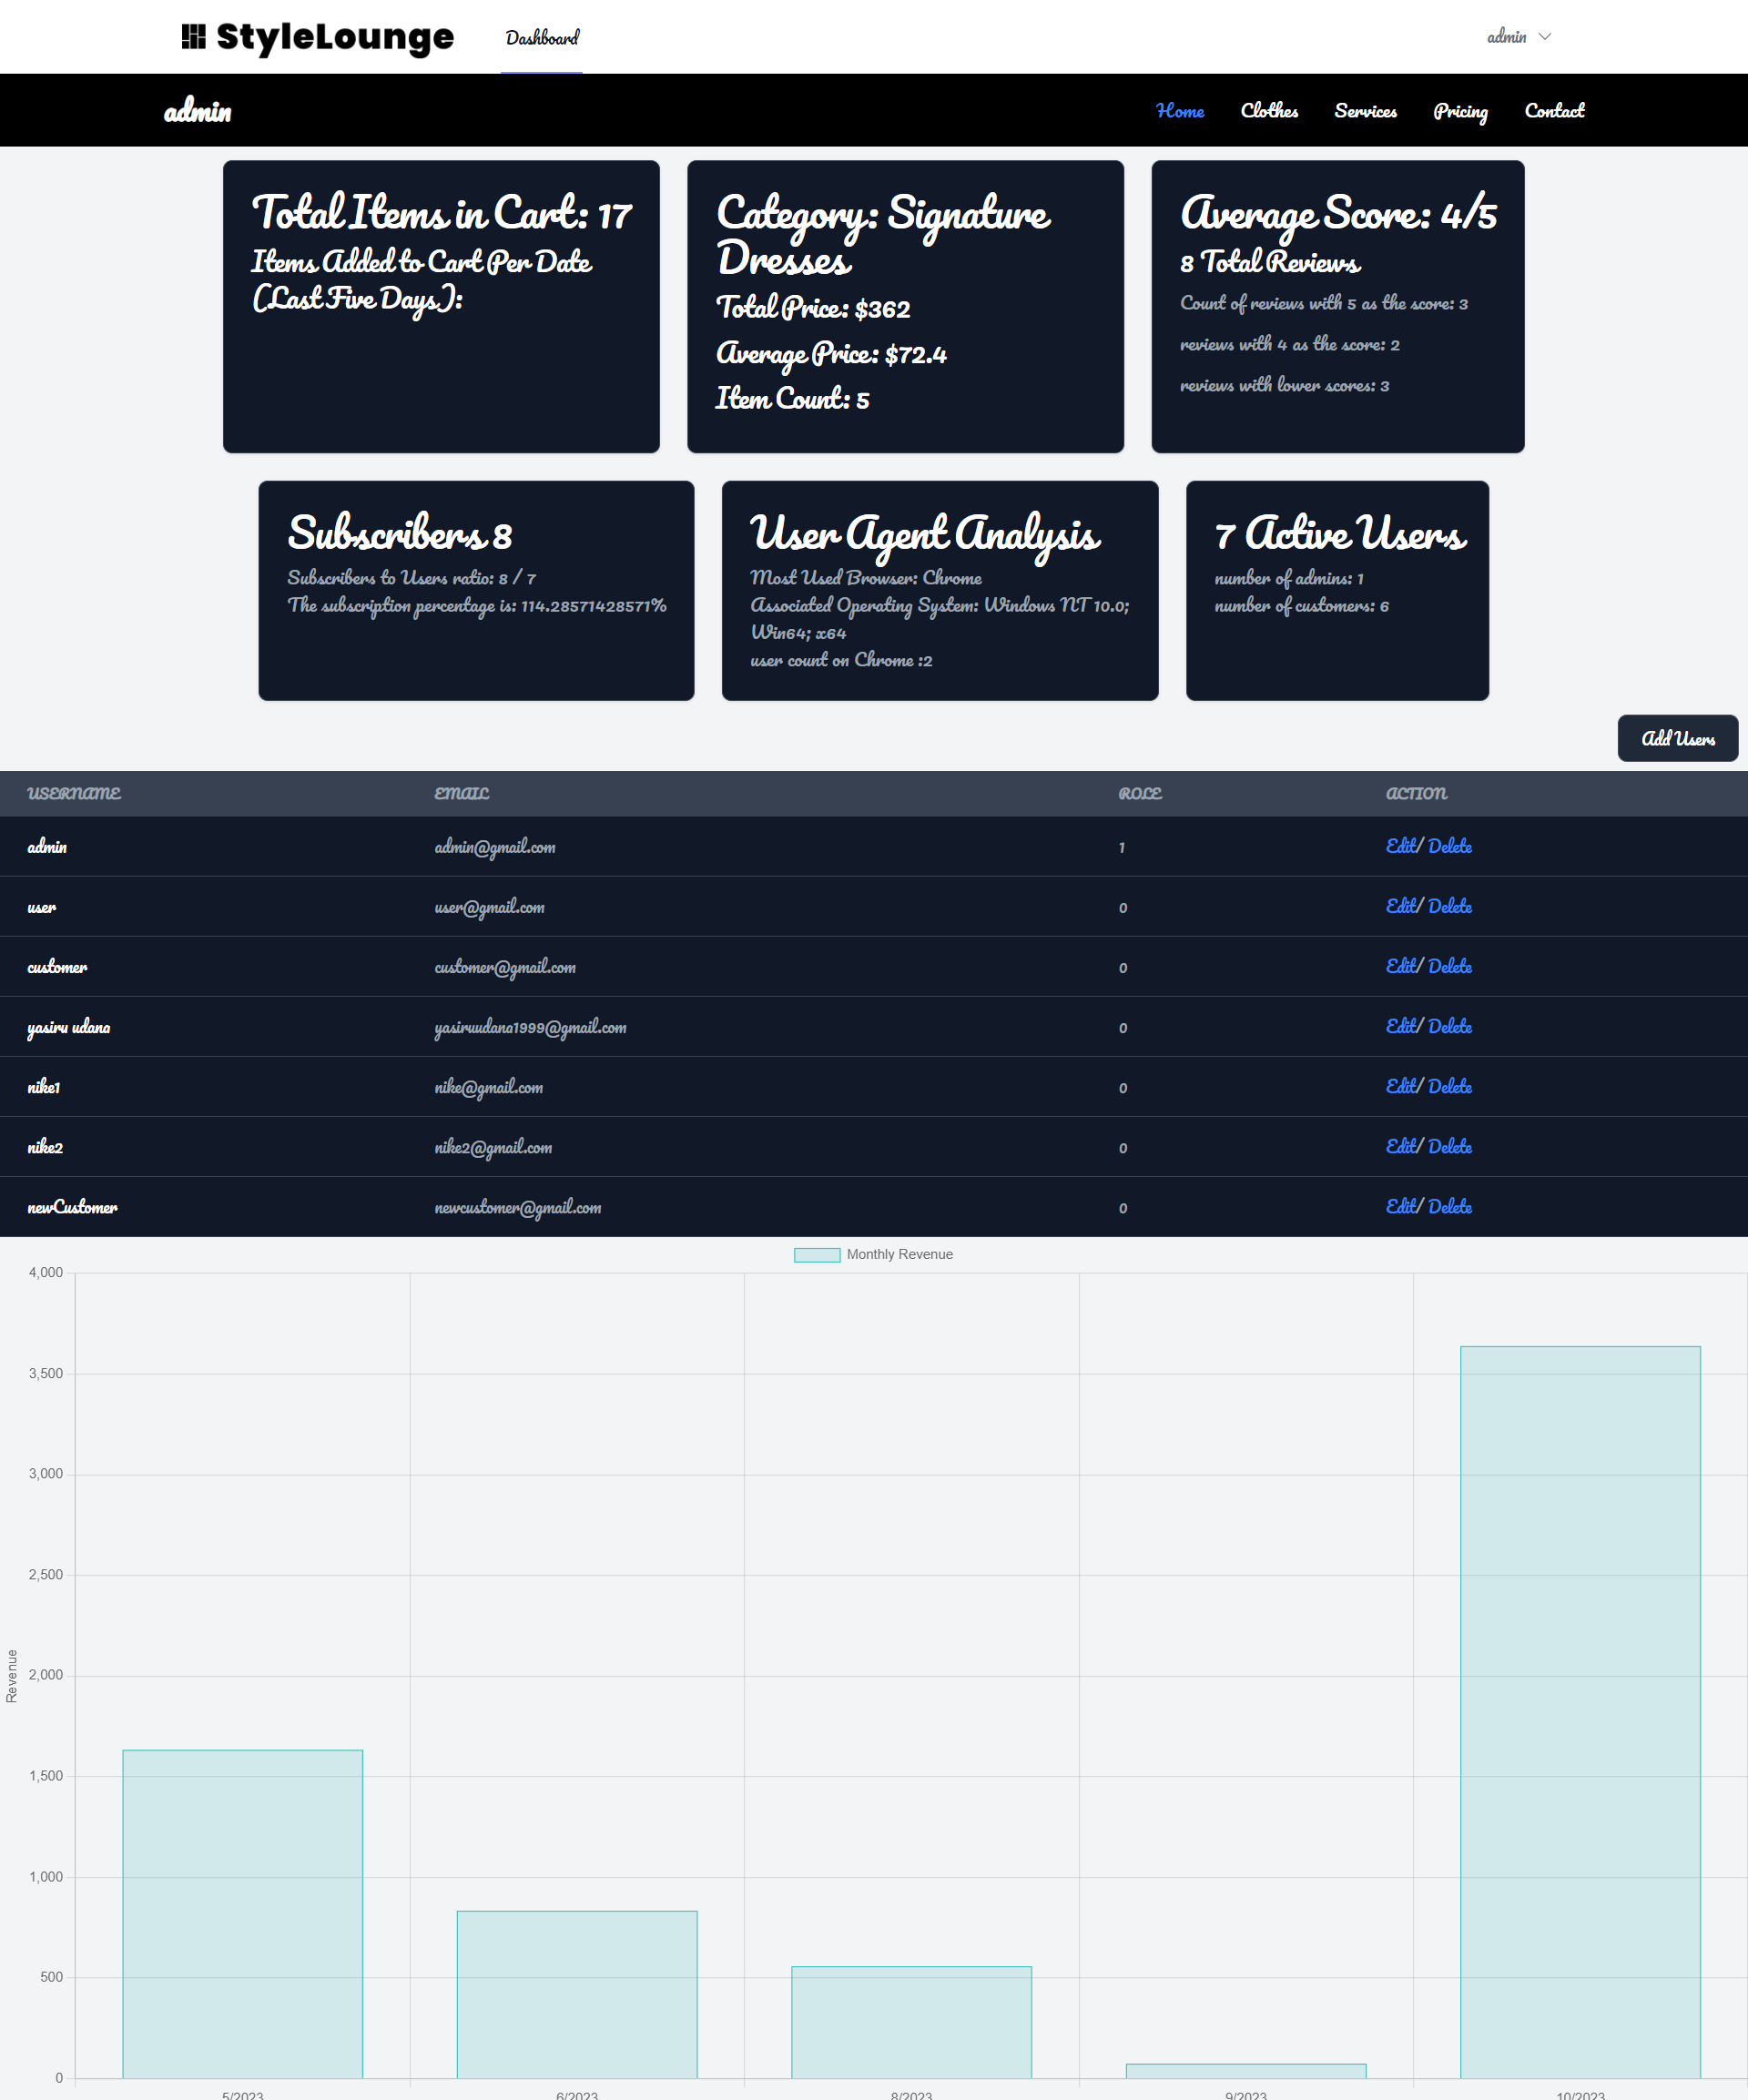 StyleLounge
Dashboard
admin
admin
Home
Clothes
Services
Pricing
Contact
Total Items in Cart: 17
Items Added to Cart Per Date
(Last Five Days):
Category: Signature
Dresses
Total Price: $362
Average Price: $72.4
Item Count: 5
Average Score: 4/5
8 Total Reviews
Count of reviews with 5 as the score: 3
reviews with 4 as the score: 2
reviews with lower scores: 3
Subscribers 8
Subscribers to Users ratio: 8 / 7
The subscription percentage is: 114.28571428571%
User Agent Analysis
Most Used Browser: Chrome
Associated Operating System: Windows NT 10.0;
Win64; x64
user count on Chrome :2
7 Active Users
number of admins: 1
number of customers: 6
Add Users
USERNAME EMAIL ROLE ACTION
admin admin@gmail.com 1 Edit/ Delete
user user@gmail.com 0 Edit/ Delete
customer customer@gmail.com 0 Edit/ Delete
yasiru udana yasiruudana1999@gmail.com 0 Edit/ Delete
nike1 nike@gmail.com 0 Edit/ Delete
nike2 nike2@gmail.com 0 Edit/ Delete
newCustomer newcustomer@gmail.com 0 Edit/ Delete
Monthly Revenue
4,000
3,500
3,000
2,500
2,000
1,500
1,000
500
0
Revenue
5/2023 6/2023 8/2023 9/2023 10/2023